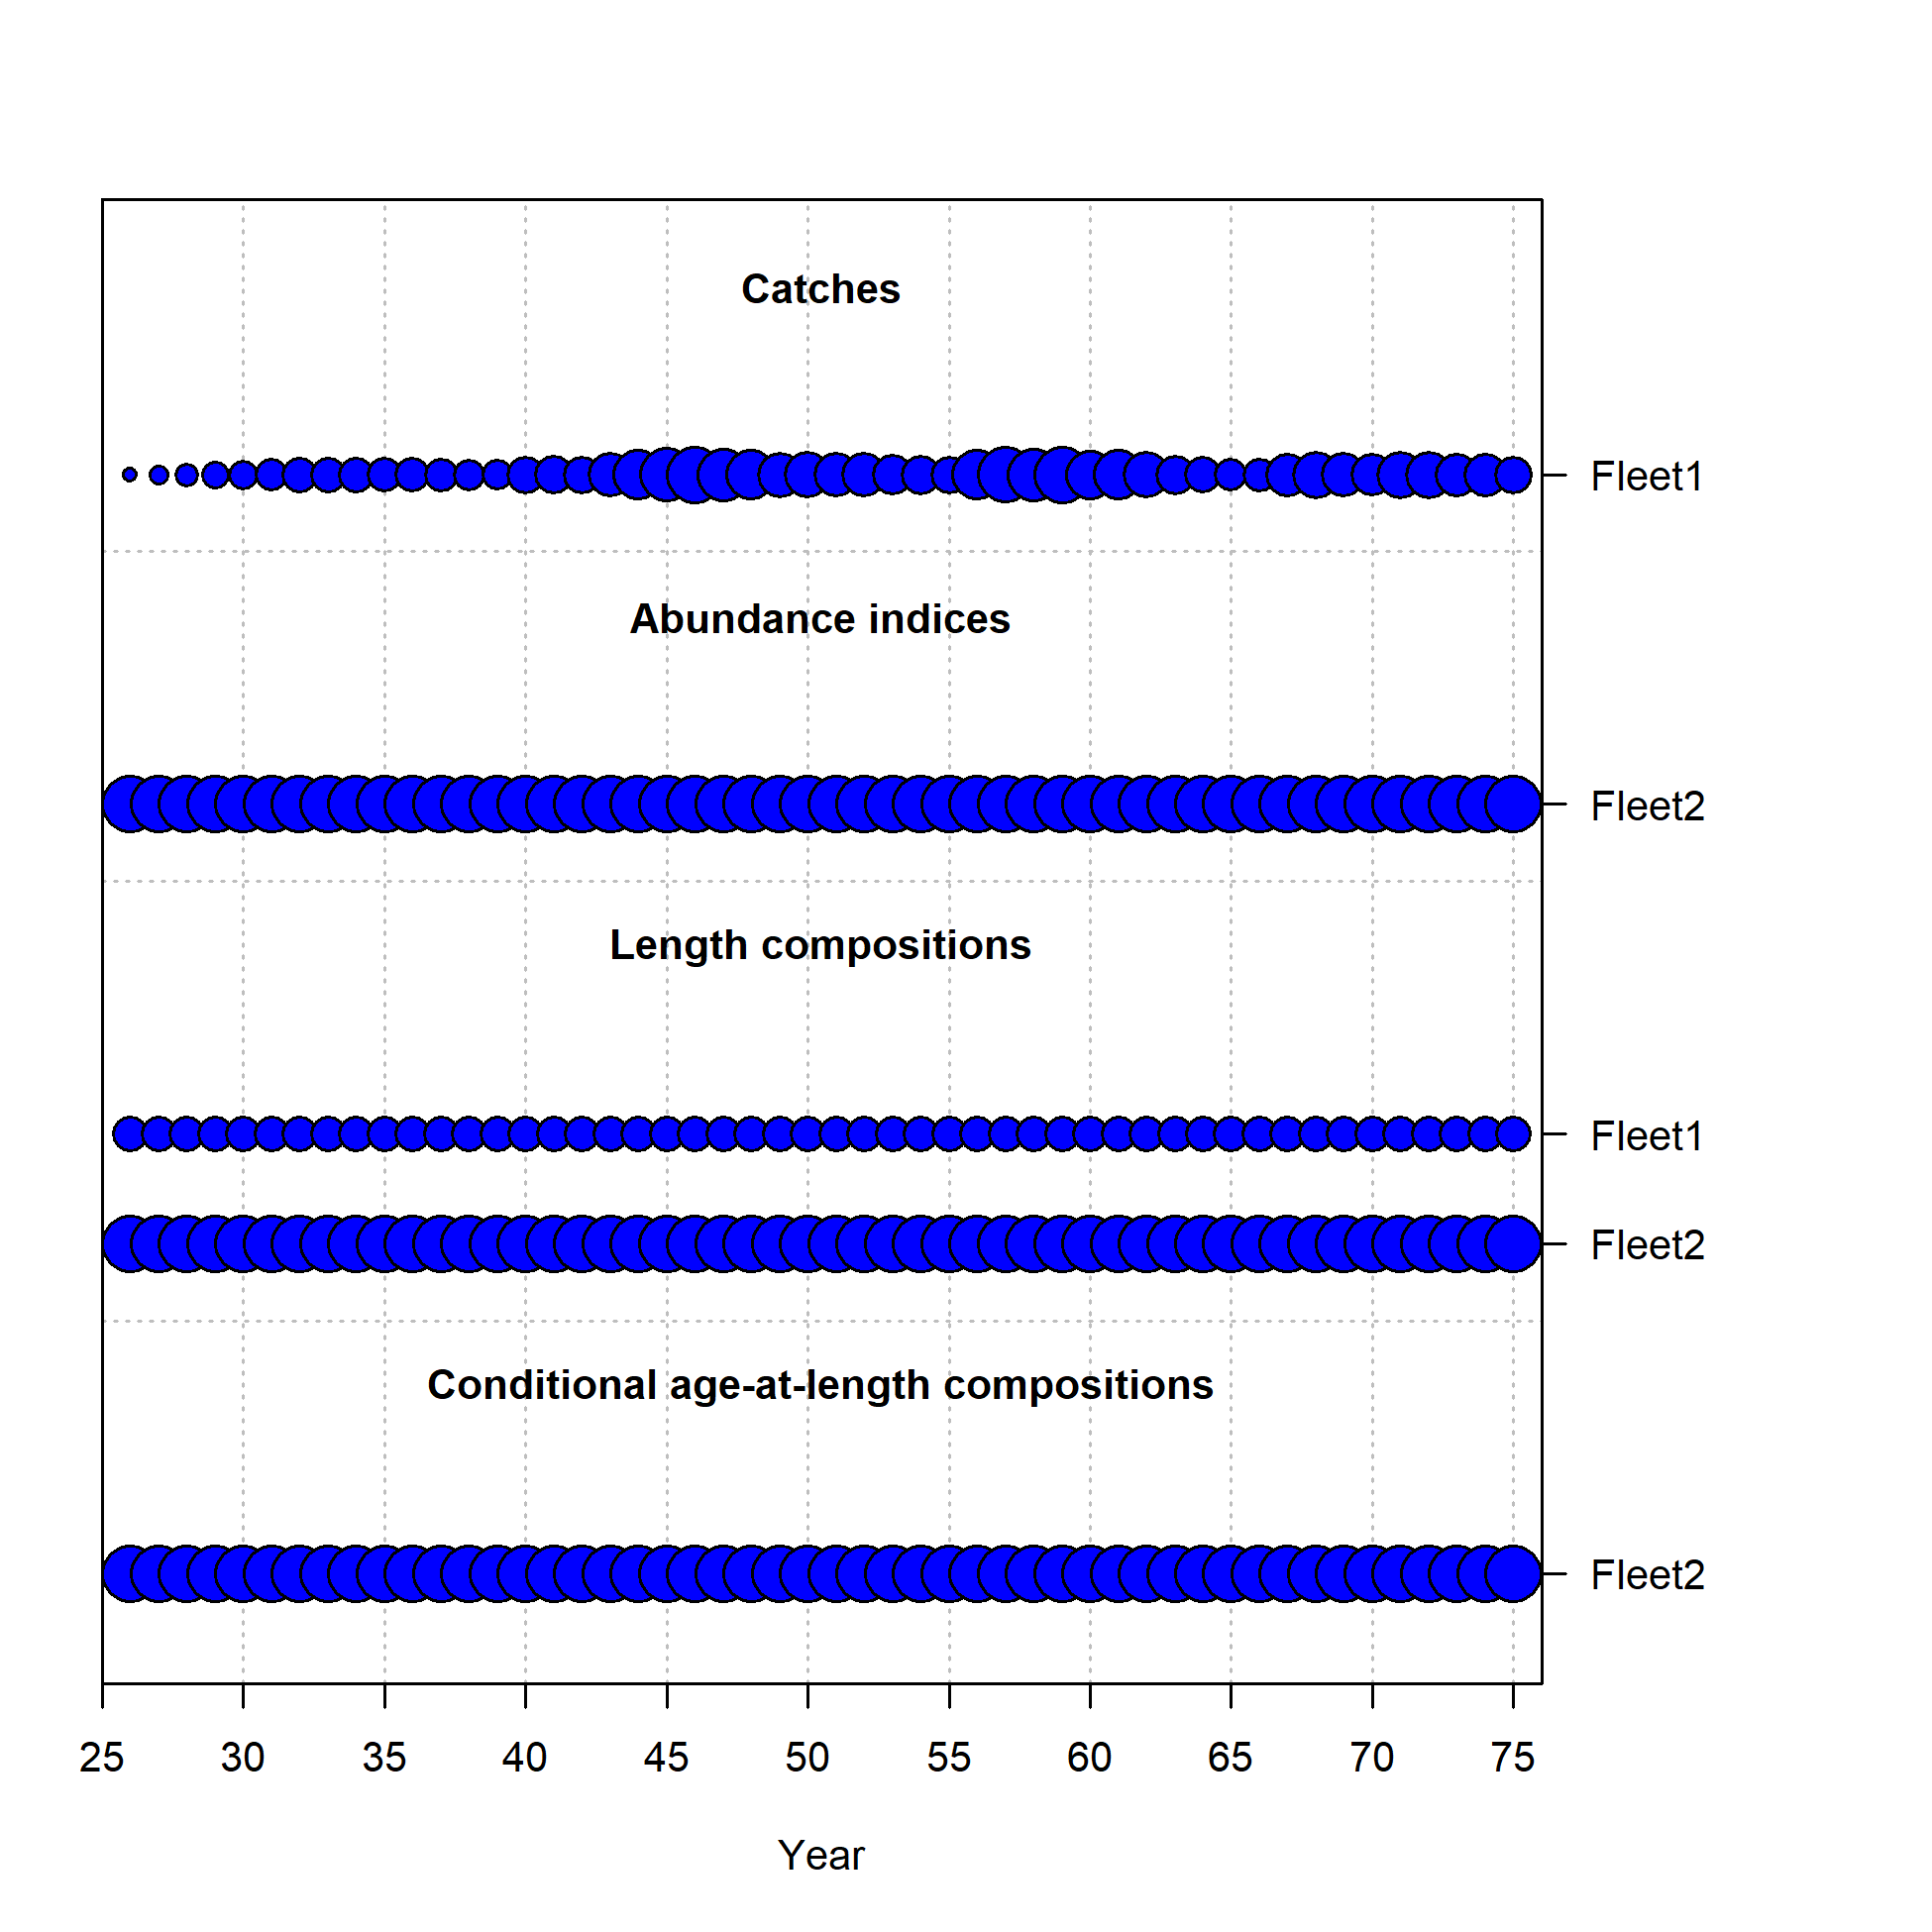 Catches
Fleet1
Abundance indices
Fleet2
Length compositions
Fleet1
Fleet2
Conditional age-at-length compositions
Fleet2
25 30 35 40 45 50 55 60 65 70 75
Year